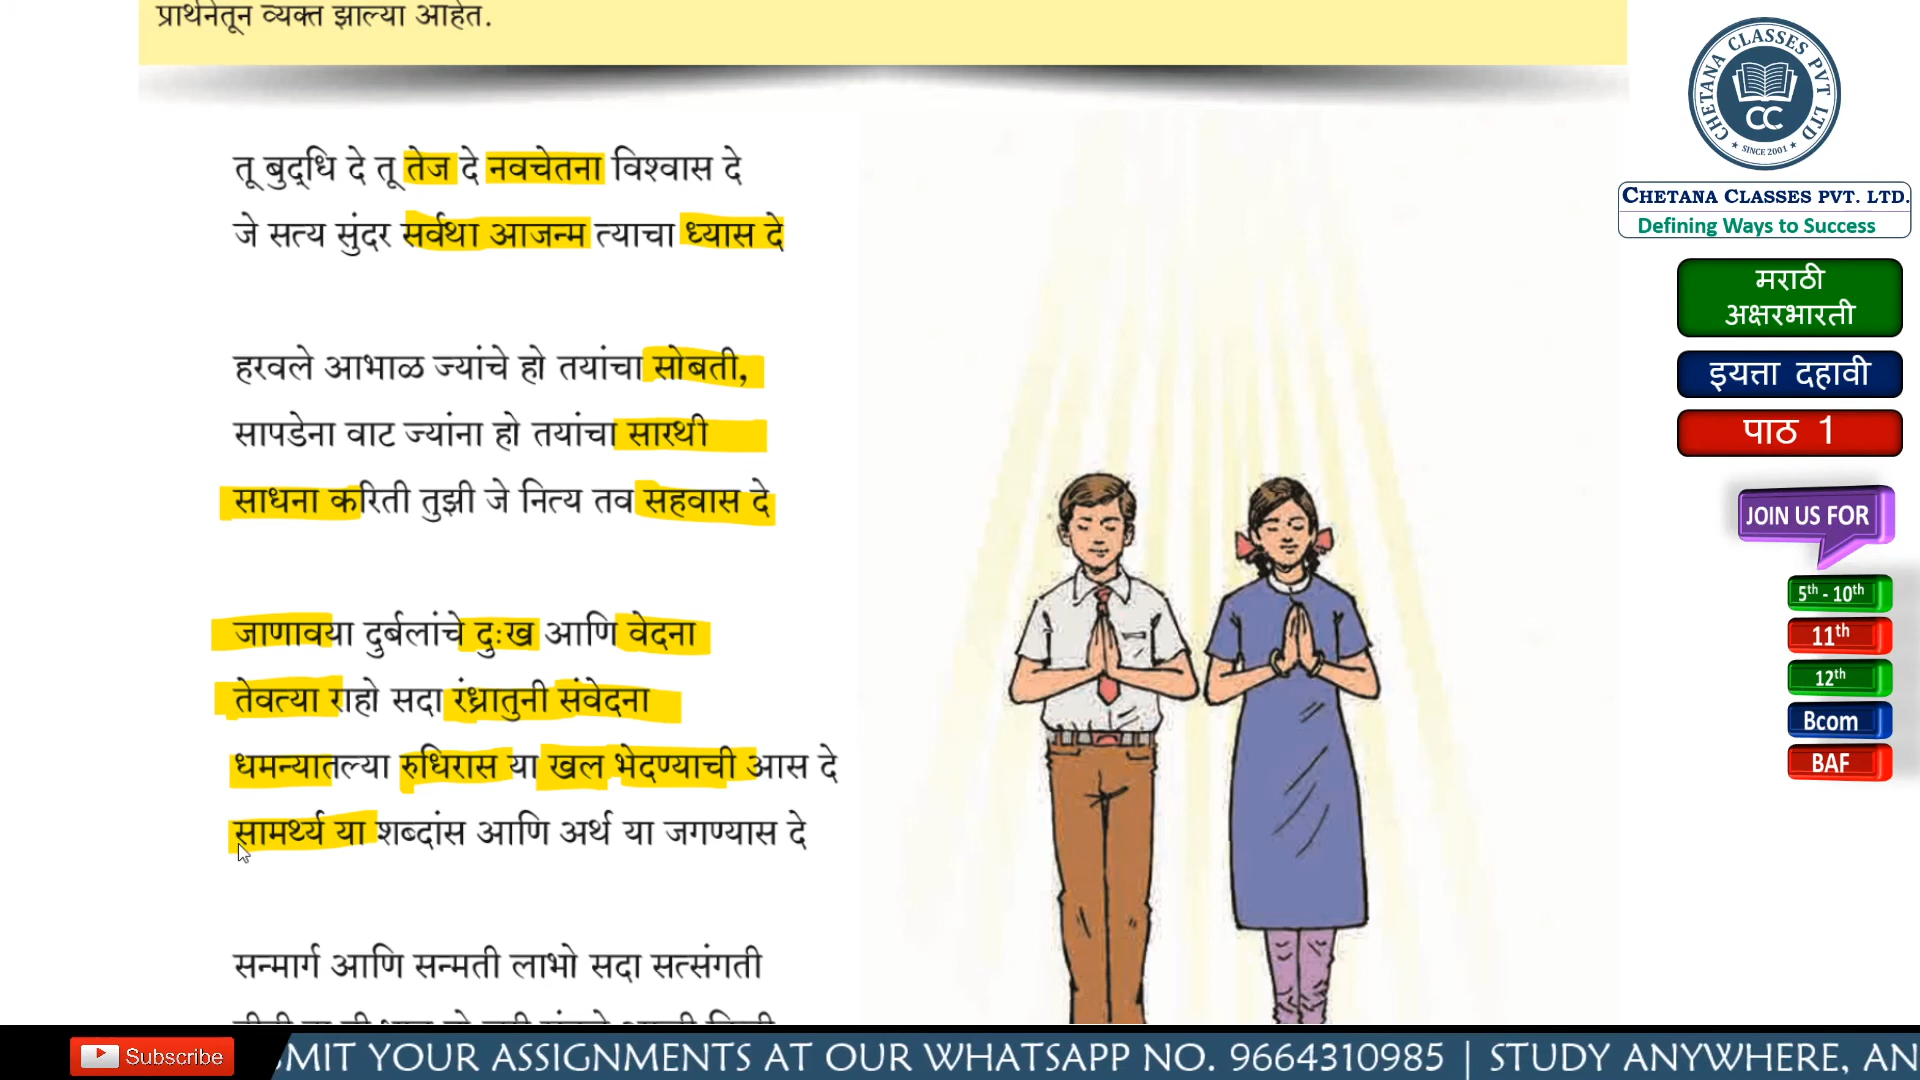 प्रार्थनेतून व्यक्त झाल्या आहेत.
तू बुद्‌धि दे तू तेज दे नवचेतना विश्वास दे
जे सत्य सुंदर सर्वथा आजन्म त्याचा ध्यास दे
हरवले आभाळ ज्यांचे हो तयांचा सोबती,
सापडेना वाट ज्यांना हो तयांचा सारथी
साधना करिती तुझी जे नित्य तव सहवास दे
जाणावया दुर्बलांचे दुःख आणि वेदना
तेवत्या राहो सदा रंध्रातुनी संवेदना
धमन्यातल्या रुधिरास या खल भेदण्याची आस दे
सामर्थ्य या शब्दांस आणि अर्थ या जगण्यास दे
सन्मार्ग आणि सन्मती लाभो सदा सत्संगती
CHETANA CLASSES PVT LTD
CC
SINCE 2001
CHETANA CLASSES PVT. LTD.
Defining Ways to Success
मराठी
अक्षरभारती
इयत्ता दहावी
पाठ 1
JOIN US FOR
5th - 10th
11th
12th
Bcom
BAF
Subscribe
MIT YOUR ASSIGNMENTS AT OUR WHATSAPP NO. 9664310985 | STUDY ANYWHERE, AN